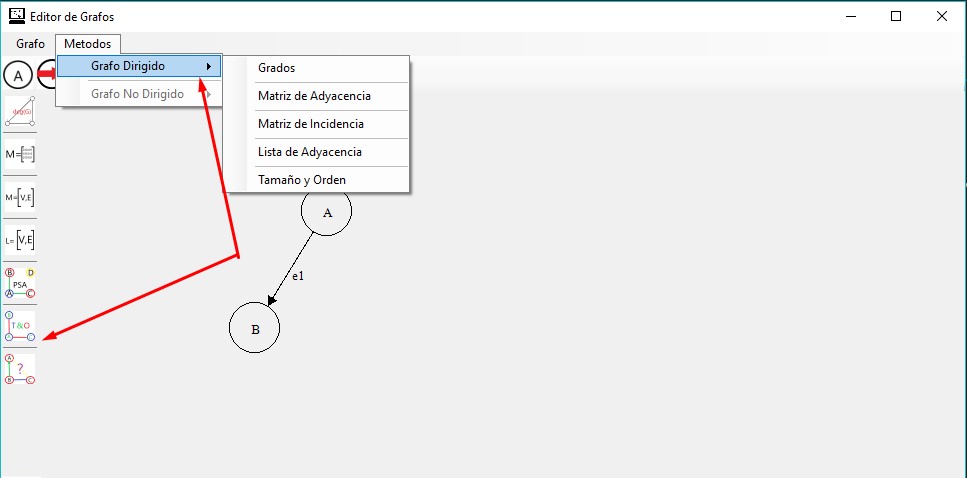 Editor de Grafos
Grafo Metodos
Grafo Dirigido
Grafo No Dirigido
Grados
Matriz de Adyacencia
Matriz de Incidencia
Lista de Adyacencia
Tamaño y Orden
A
deg(G)
M=
M=[V,E]
L=[V,E]
B D
PSA
A C
T&O
A
?
B C
A
e1
B